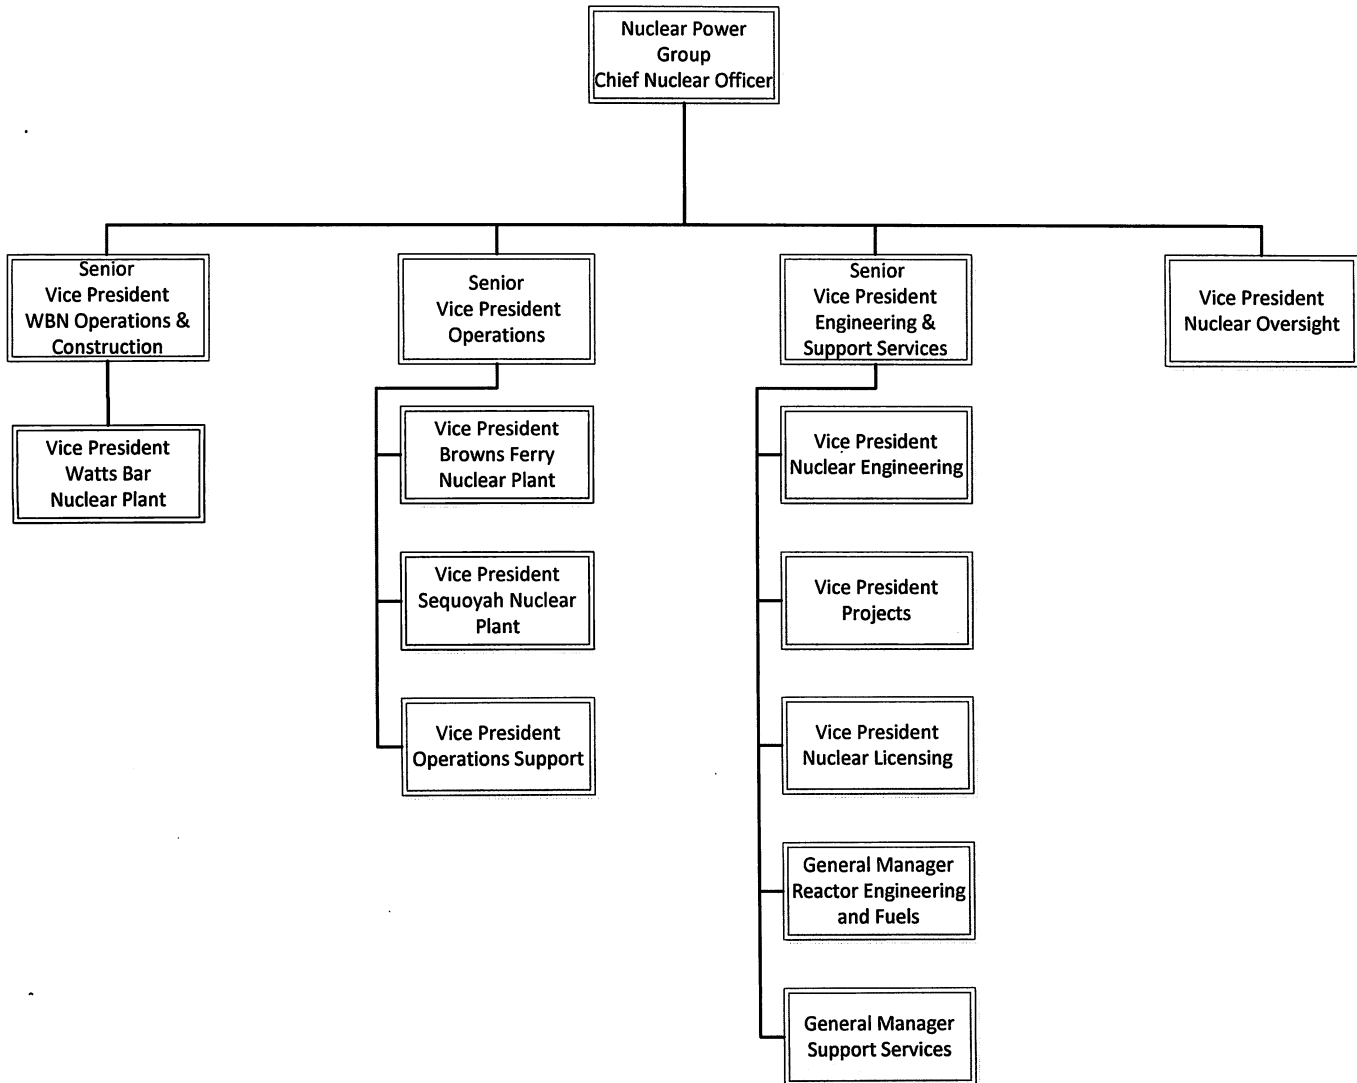 Nuclear Power
Group
Chief Nuclear Officer
Senior
Vice President
WBN Operations &
Construction
Senior
Vice President
Operations
Senior
Vice President
Engineering &
Support Services
Vice President
Nuclear Oversight
Vice President
Watts Bar
Nuclear Plant
Vice President
Browns Ferry
Nuclear Plant
Vice President
Sequoyah Nuclear
Plant
Vice President
Operations Support
Vice President
Nuclear Engineering
Vice President
Projects
Vice President
Nuclear Licensing
General Manager
Reactor Engineering
and Fuels
General Manager
Support Services